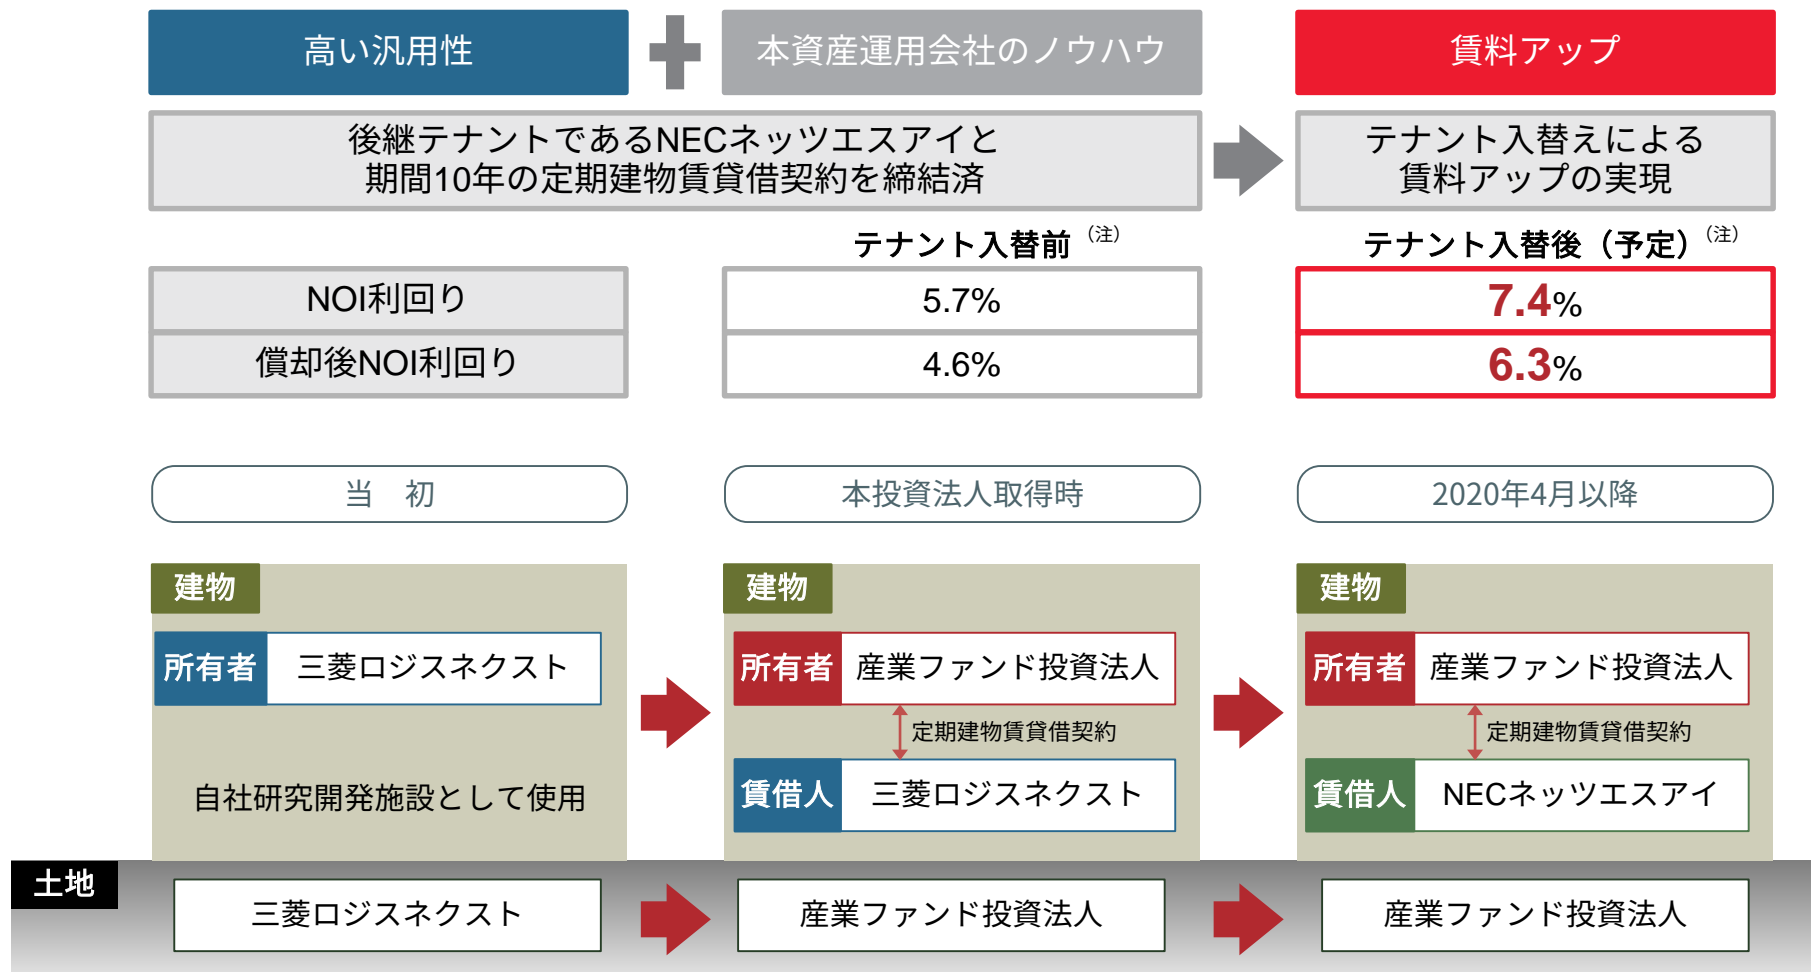 高い汎用性
本資産運用会社のノウハウ
賃料アップ
後継テナントであるNECネッツエスアイと
期間10年の定期建物賃貸借契約を締結済
テナント入替えによる
賃料アップの実現
テナント入替前（注）
テナント入替後（予定）（注）
NOI利回り
5.7%
7.4%
償却後NOI利回り
4.6%
6.3%
当　初
本投資法人取得時
2020年4月以降
建物
所有者
三菱ロジスネクスト
自社研究開発施設として使用
建物
所有者
産業ファンド投資法人
定期建物賃貸借契約
賃借人
三菱ロジスネクスト
建物
所有者
産業ファンド投資法人
定期建物賃貸借契約
賃借人
NECネッツエスアイ
土地
三菱ロジスネクスト
産業ファンド投資法人
産業ファンド投資法人